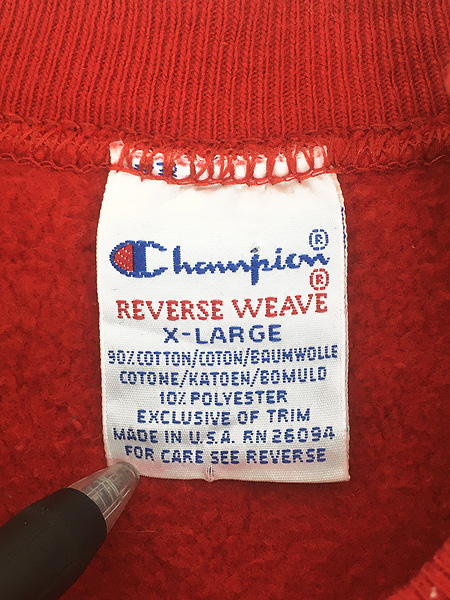 Champion®
REVERSE WEAVE®
X-LARGE
90% COTTON/COTON/BAUMWOLLE
COTONE/KATOEN/BOMULD
10% POLYESTER
EXCLUSIVE OF TRIM
MADE IN U.S.A. RN 26094
FOR CARE SEE REVERSE